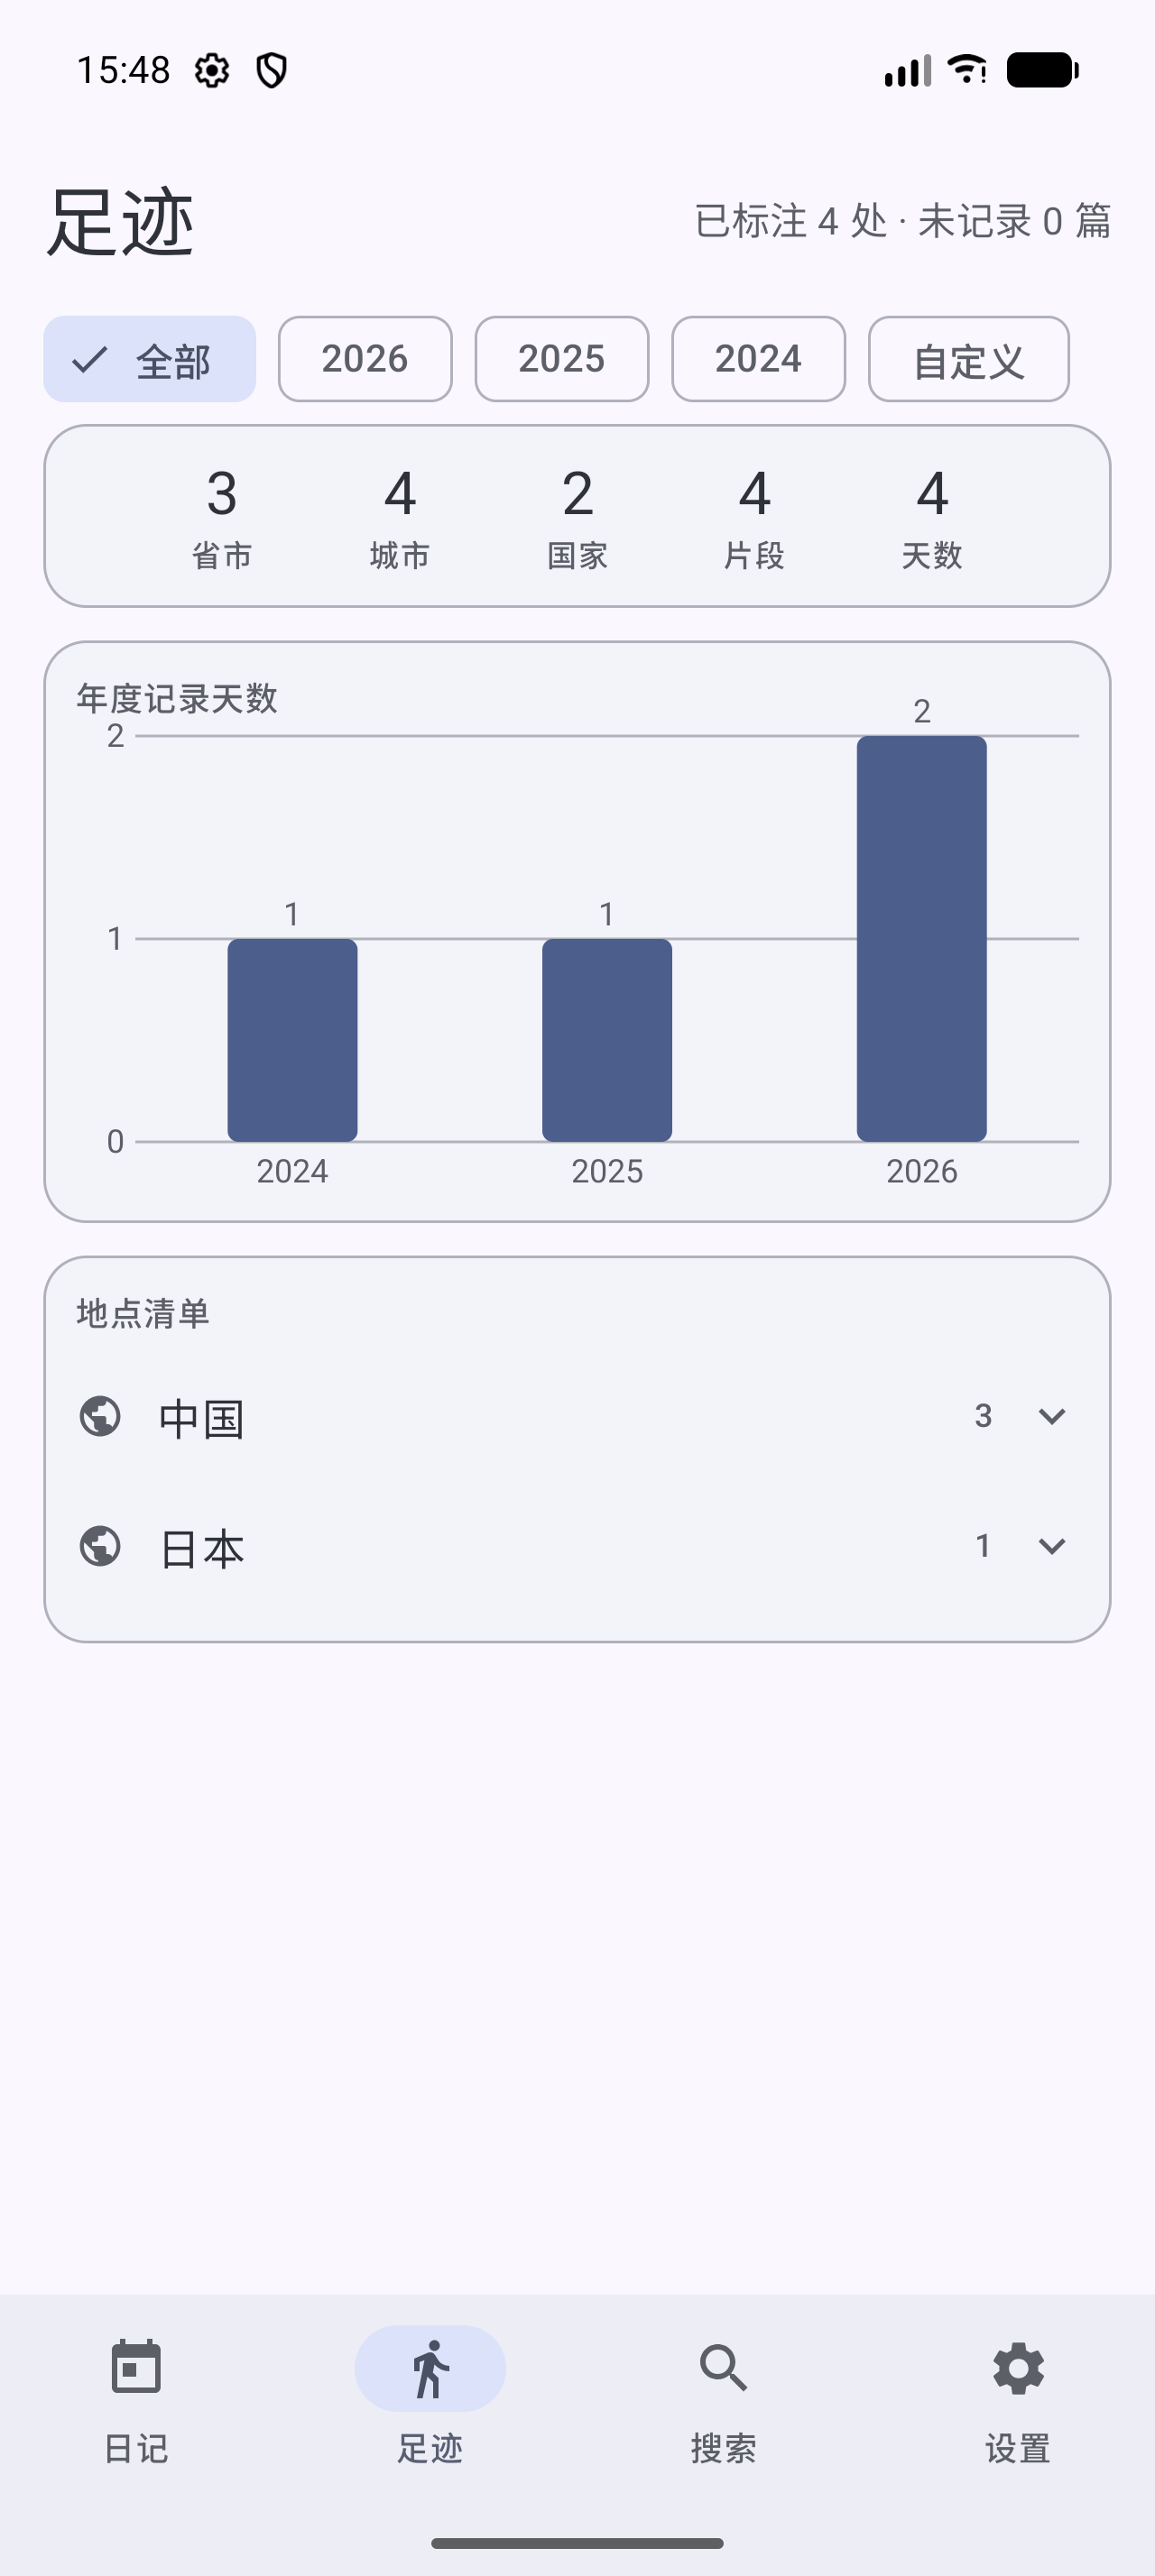 15:48
足迹
已标注 4 处 · 未记录 0 篇
全部 2026 2025 2024 自定义
3 4 2 4 4
省市 城市 国家 片段 天数
年度记录天数
2
2
1 1
1
0
2024 2025 2026
地点清单
中国 3
日本 1
日记 足迹 搜索 设置